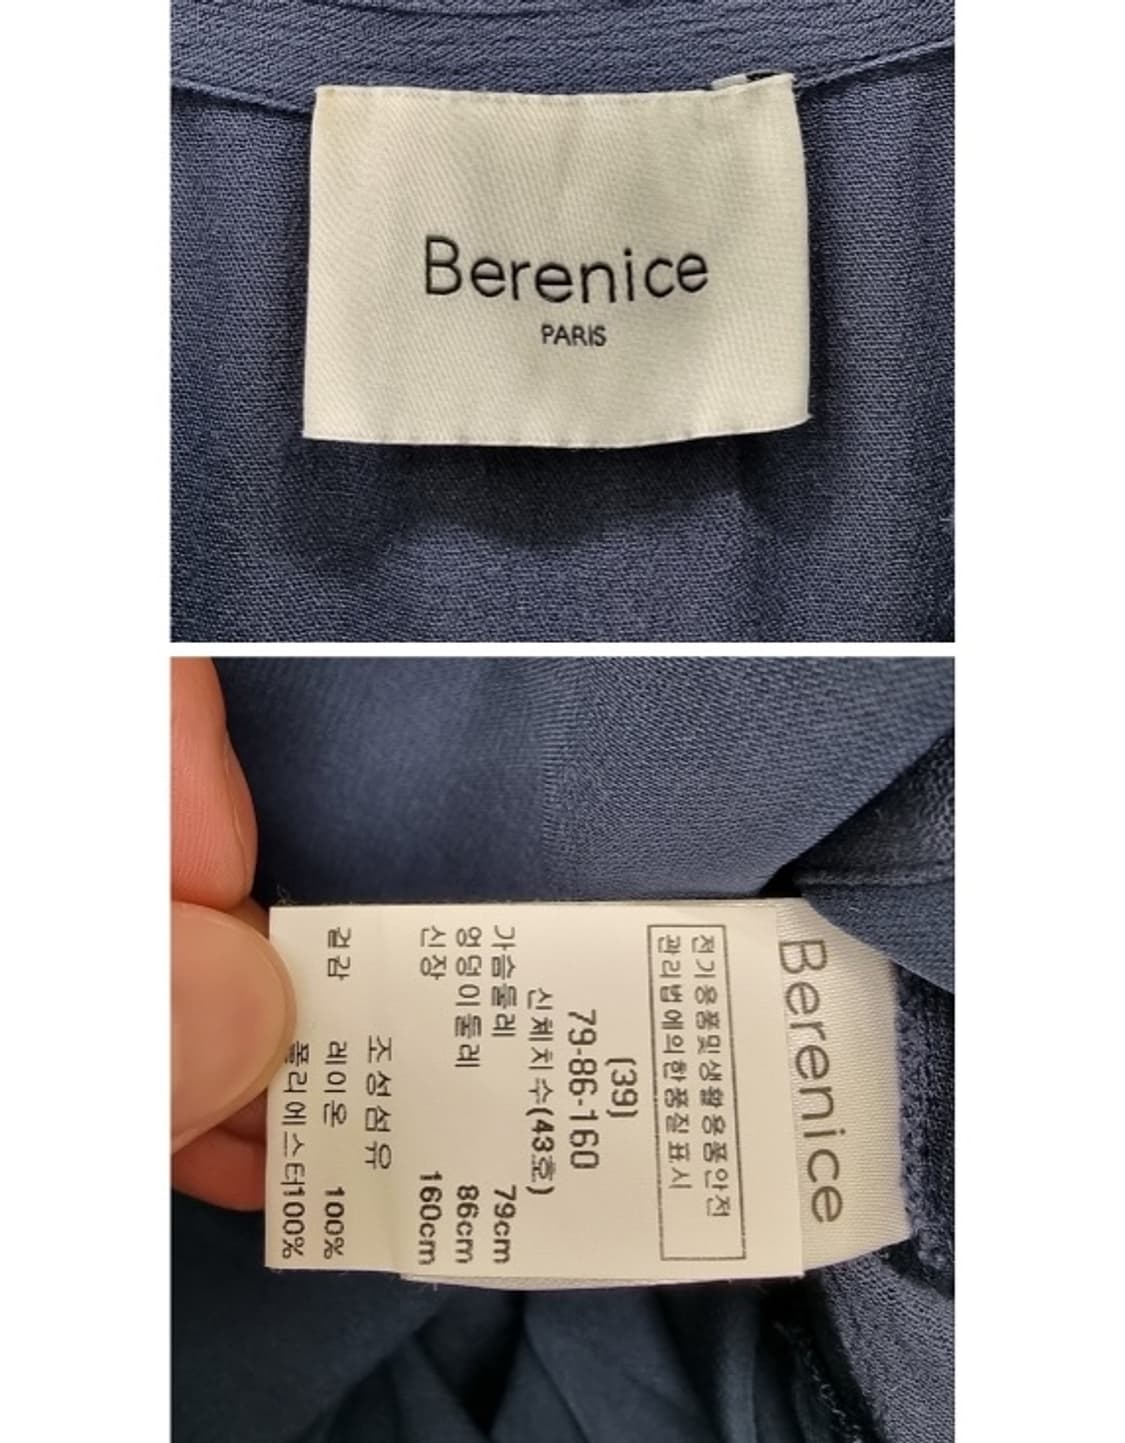 Berenice
PARIS
Berenice
전기용품및생활용품안전
관리법에의한품질표시
(39)
79-86-160
신체치수(43호)
가슴둘레 79cm
엉덩이둘레 86cm
신장 160cm
조성섬유
겉감 레이온 100%
폴리에스터100%